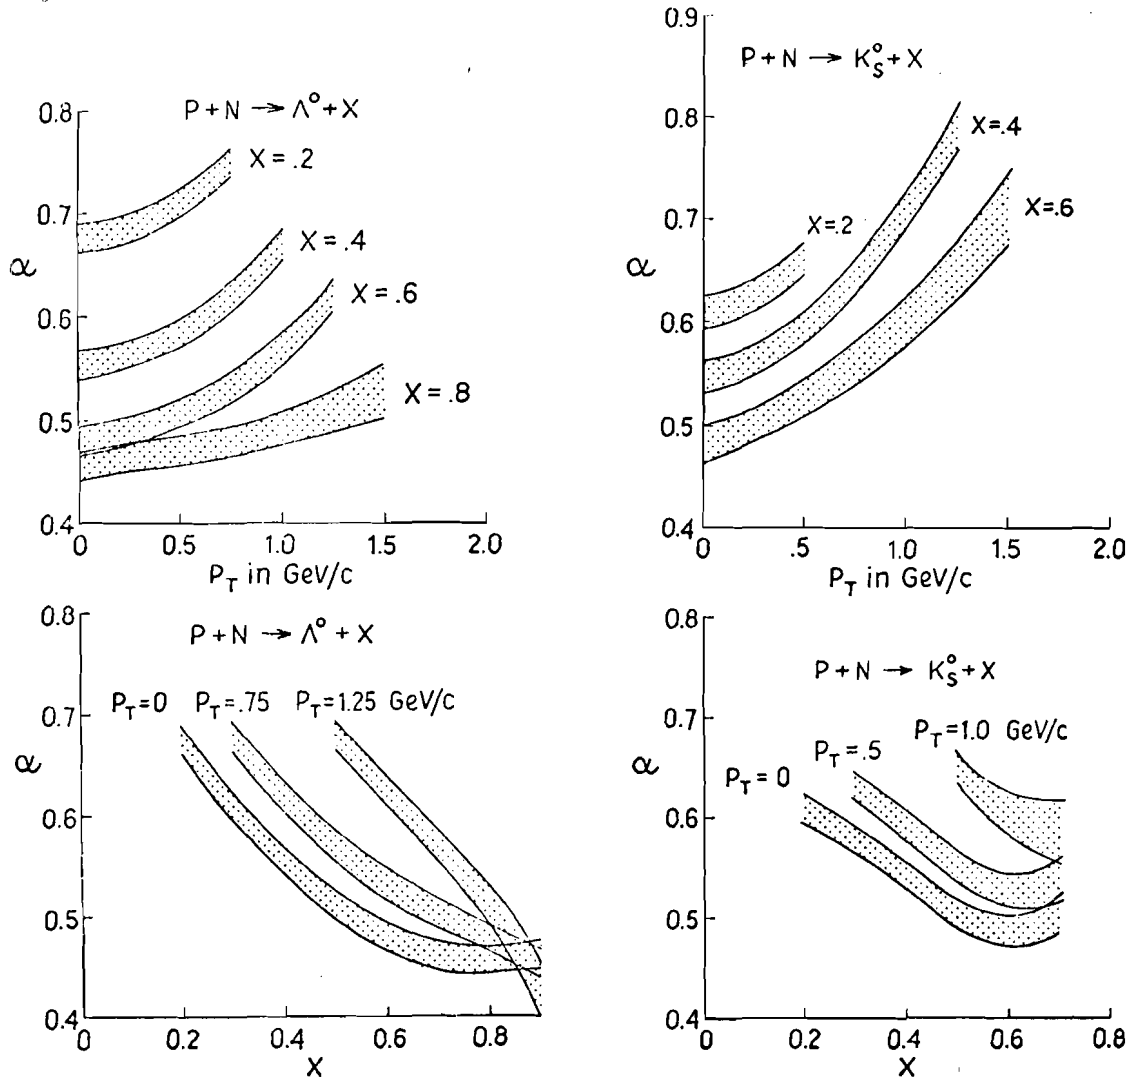 P + N → Λ° + X
0.8
0.7
0.6
0.5
0.4
α
X = .2
X = .4
X = .6
X = .8
0 0.5 1.0 1.5 2.0
P_T in GeV/c
P + N → K°_S + X
0.9
0.8
0.7
0.6
0.5
0.4
α
X=.4
X=.6
X=.2
0 .5 1.0 1.5 2.0
P_T in GeV/c
P + N → Λ° + X
0.8
0.7
0.6
0.5
0.4
α
P_T=0 P_T=.75 P_T=1.25 GeV/c
0 0.2 0.4 0.6 0.8
X
P + N → K°_S + X
0.8
0.7
0.6
0.5
0.4
α
P_T=1.0 GeV/c
P_T=.5
P_T=0
0 0.2 0.4 0.6 0.8
X